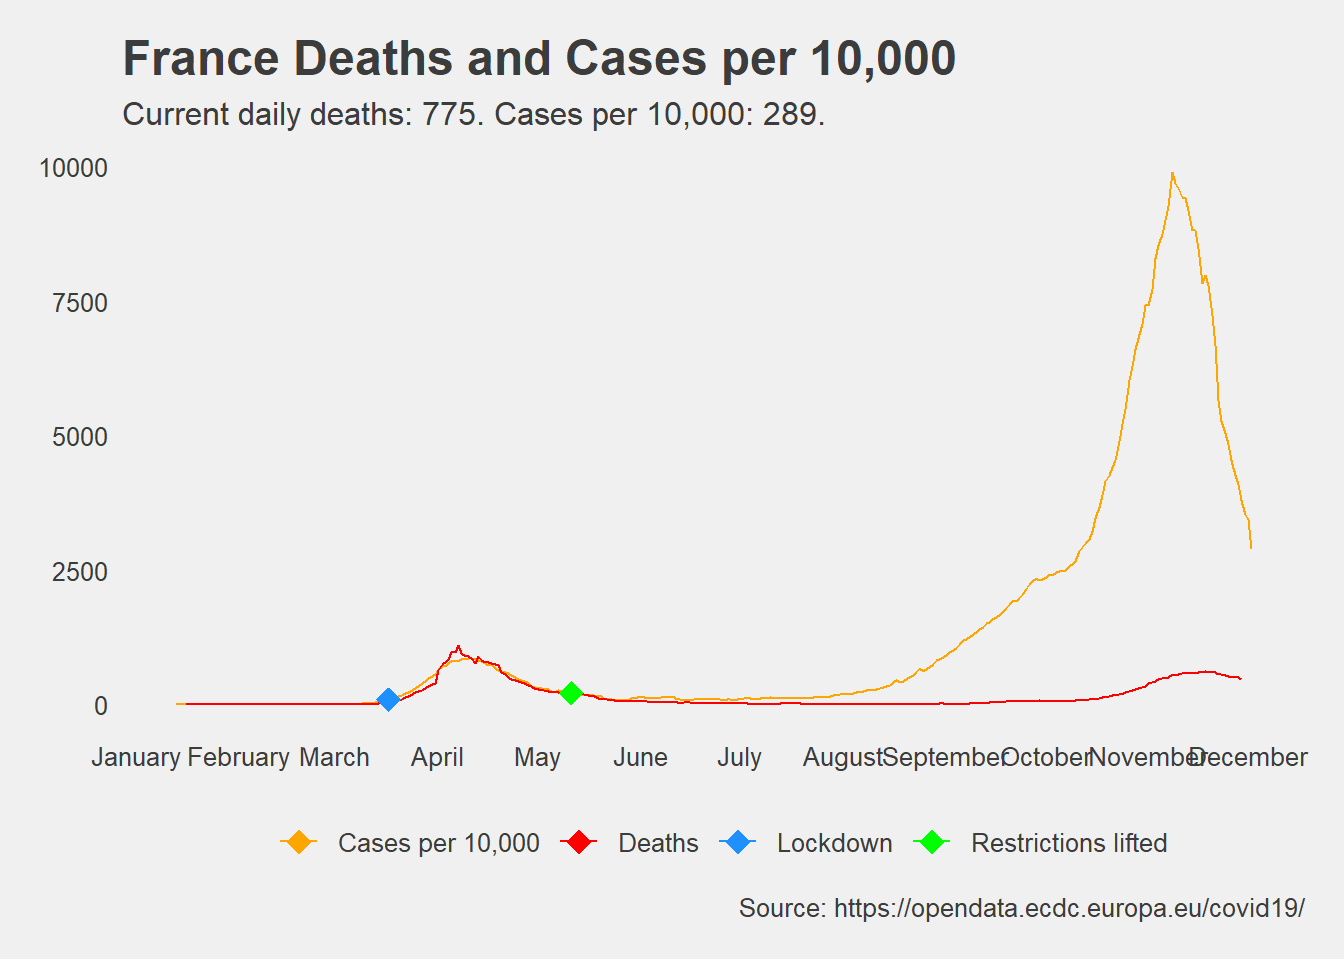 France Deaths and Cases per 10,000
Current daily deaths: 775. Cases per 10,000: 289.
10000
7500
5000
2500
0
January February March April May June July August September October November December
Cases per 10,000 Deaths Lockdown Restrictions lifted
Source: https://opendata.ecdc.europa.eu/covid19/